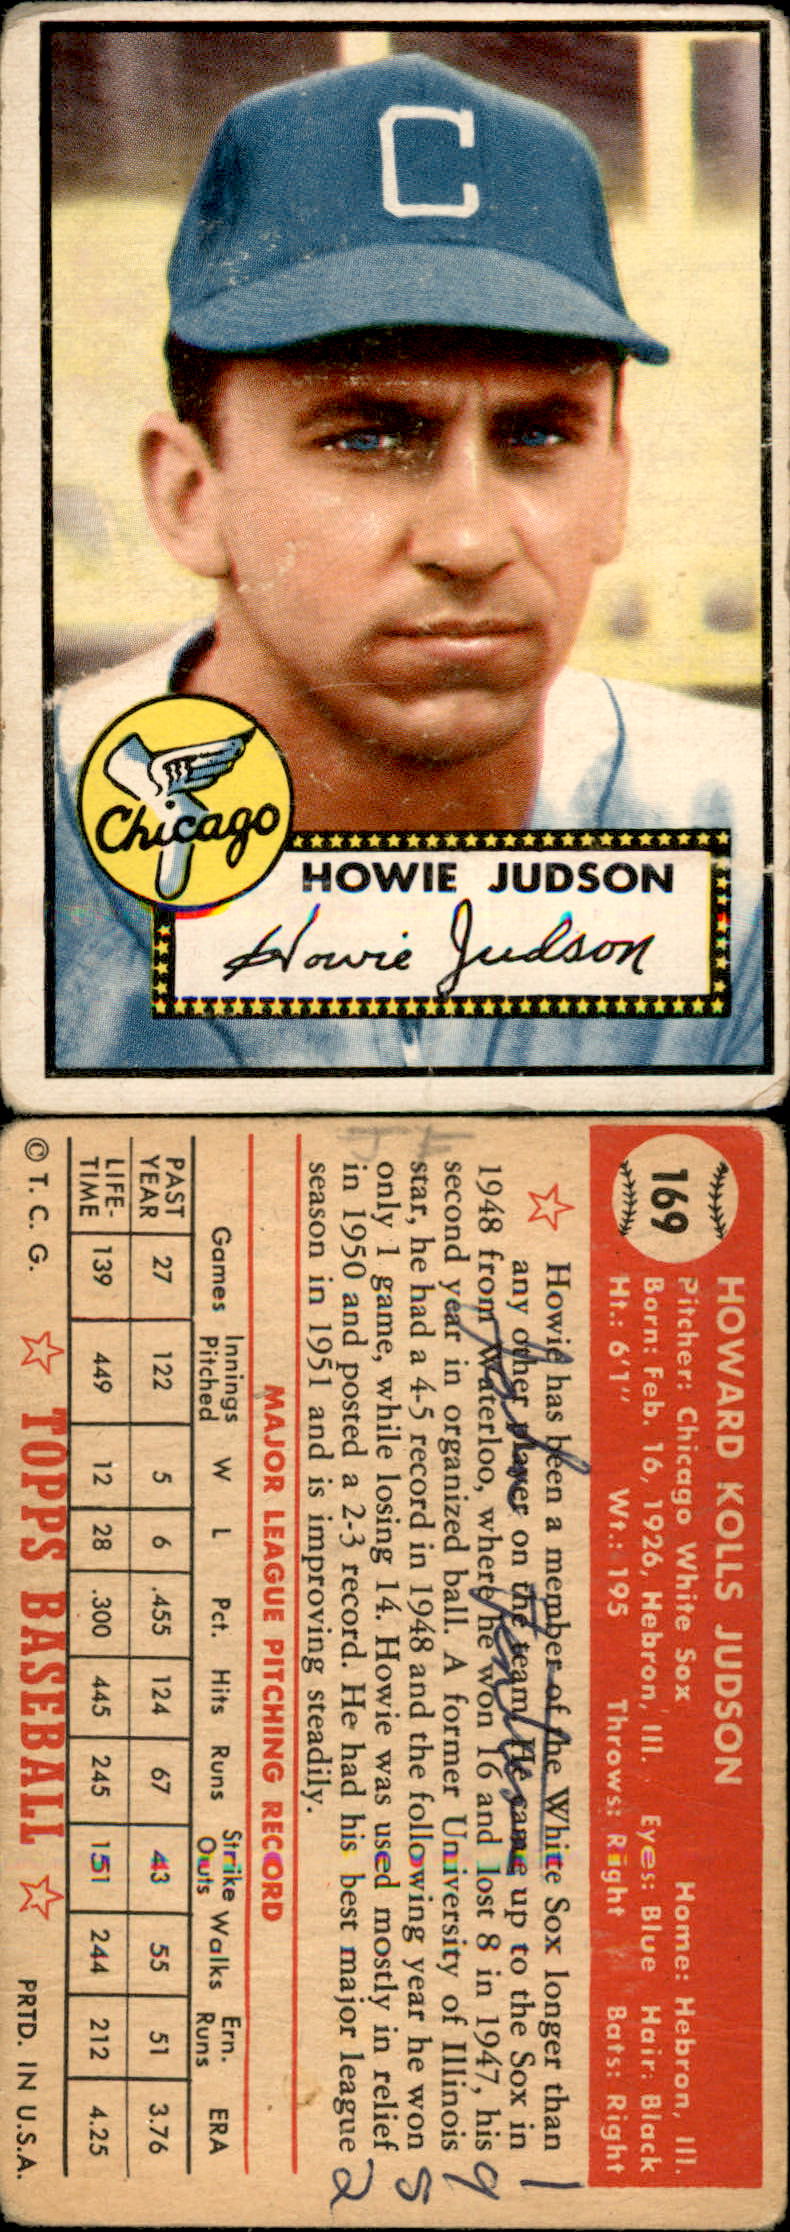 C
Chicago
HOWIE JUDSON
Howie Judson
169
HOWARD KOLLS JUDSON
Pitcher: Chicago White Sox Home: Hebron, Ill.
Born: Feb. 16, 1926, Hebron, Ill. Eyes: Blue Hair: Black
Ht.: 6'1" Wt.: 195 Throws: Right Bats: Right
Howie has been a member of the White Sox longer than
any other player on the team. He came up to the Sox in
1948 from Waterloo, where he won 16 and lost 8 in 1947, his
second year in organized ball. A former University of Illinois
star, he had a 4-5 record in 1948 and the following year he won
only 1 game, while losing 14. Howie was used mostly in relief
in 1950 and posted a 2-3 record. He had his best major league
season in 1951 and is improving steadily.
1
9
5
2
MAJOR LEAGUE PITCHING RECORD
Games Innings Pitched W L Pct. Hits Runs Strike Outs Walks Ern. Runs ERA
PAST YEAR 27 122 5 6 .455 124 67 43 55 51 3.76
LIFE-TIME 139 449 12 28 .300 445 245 151 244 212 4.25
© T. C. G. TOPPS BASEBALL PRTD. IN U.S.A.